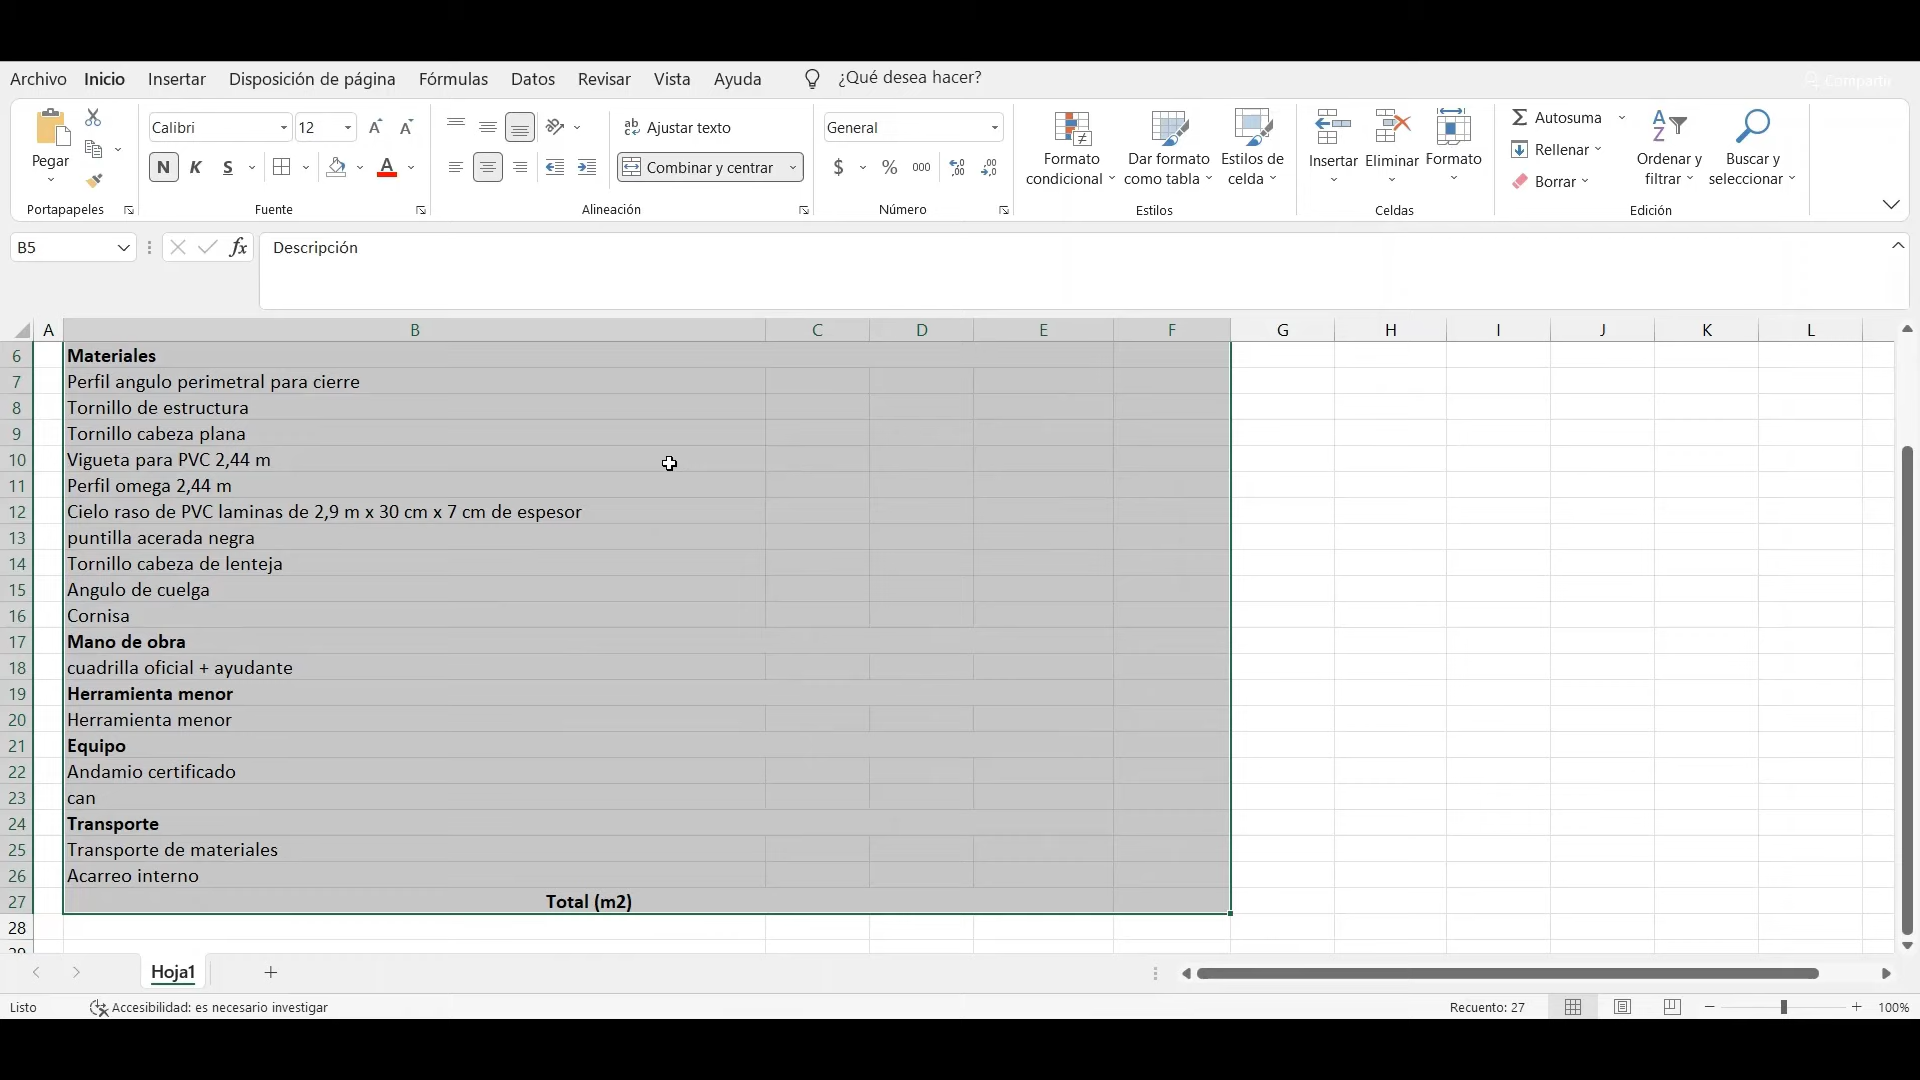 Archivo Inicio Insertar Disposición de página Fórmulas Datos Revisar Vista Ayuda ¿Qué desea hacer? Compartir
Pegar
Portapapeles
Calibri 12
N K S
Fuente
Ajustar texto
Combinar y centrar
Alineación
General
$ % 000
Número
Formato condicional
Dar formato como tabla
Estilos de celda
Estilos
Insertar Eliminar Formato
Celdas
Autosuma
Rellenar
Borrar
Ordenar y filtrar
Buscar y seleccionar
Edición
B5 fx Descripción
A B C D E F G H I J K L
6 Materiales
7 Perfil angulo perimetral para cierre
8 Tornillo de estructura
9 Tornillo cabeza plana
10 Vigueta para PVC 2,44 m
11 Perfil omega 2,44 m
12 Cielo raso de PVC laminas de 2,9 m x 30 cm x 7 cm de espesor
13 puntilla acerada negra
14 Tornillo cabeza de lenteja
15 Angulo de cuelga
16 Cornisa
17 Mano de obra
18 cuadrilla oficial + ayudante
19 Herramienta menor
20 Herramienta menor
21 Equipo
22 Andamio certificado
23 can
24 Transporte
25 Transporte de materiales
26 Acarreo interno
27 Total (m2)
28
29
Hoja1
Listo Accesibilidad: es necesario investigar Recuento: 27 100%